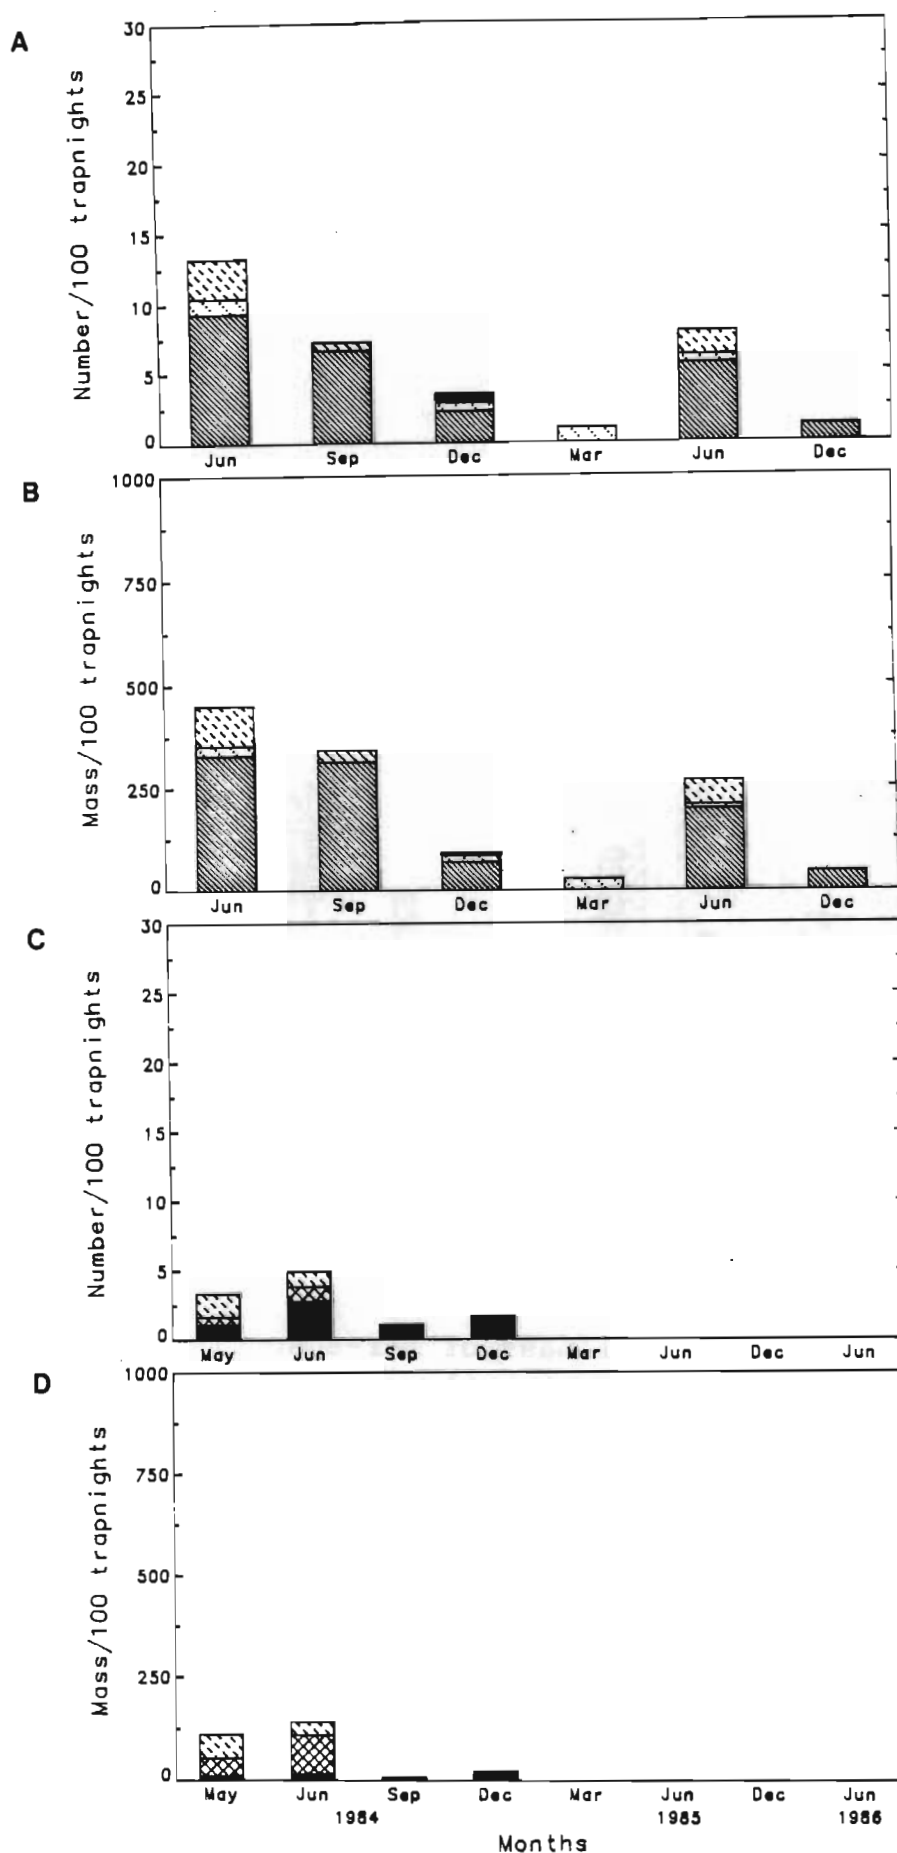 A
Number/100 trapnights
30
25
20
15
10
5
0
Jun Sep Dec Mar Jun Dec
B
Mass/100 trapnights
1000
750
500
250
0
Jun Sep Dec Mar Jun Dec
C
Number/100 trapnights
30
25
20
15
10
5
0
May Jun Sep Dec Mar Jun Dec Jun
D
Mass/100 trapnights
1000
750
500
250
0
May Jun Sep Dec Mar Jun Dec Jun
1984 1985 1986
Months